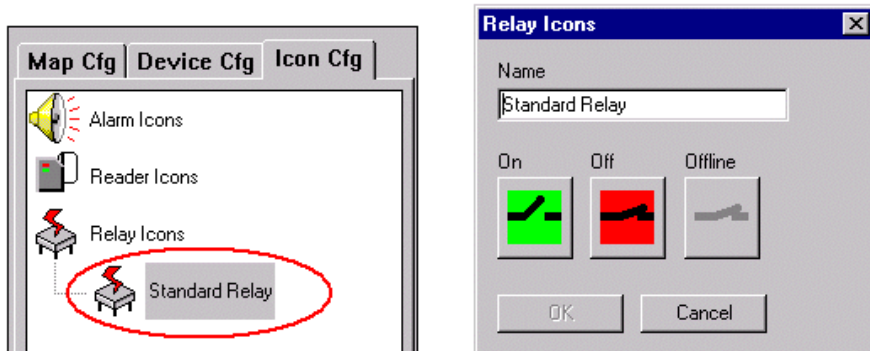 Map Cfg Device Cfg Icon Cfg
Alarm Icons
Reader Icons
Relay Icons
Standard Relay
Relay Icons
Name
Standard Relay
On Off Offline
OK Cancel